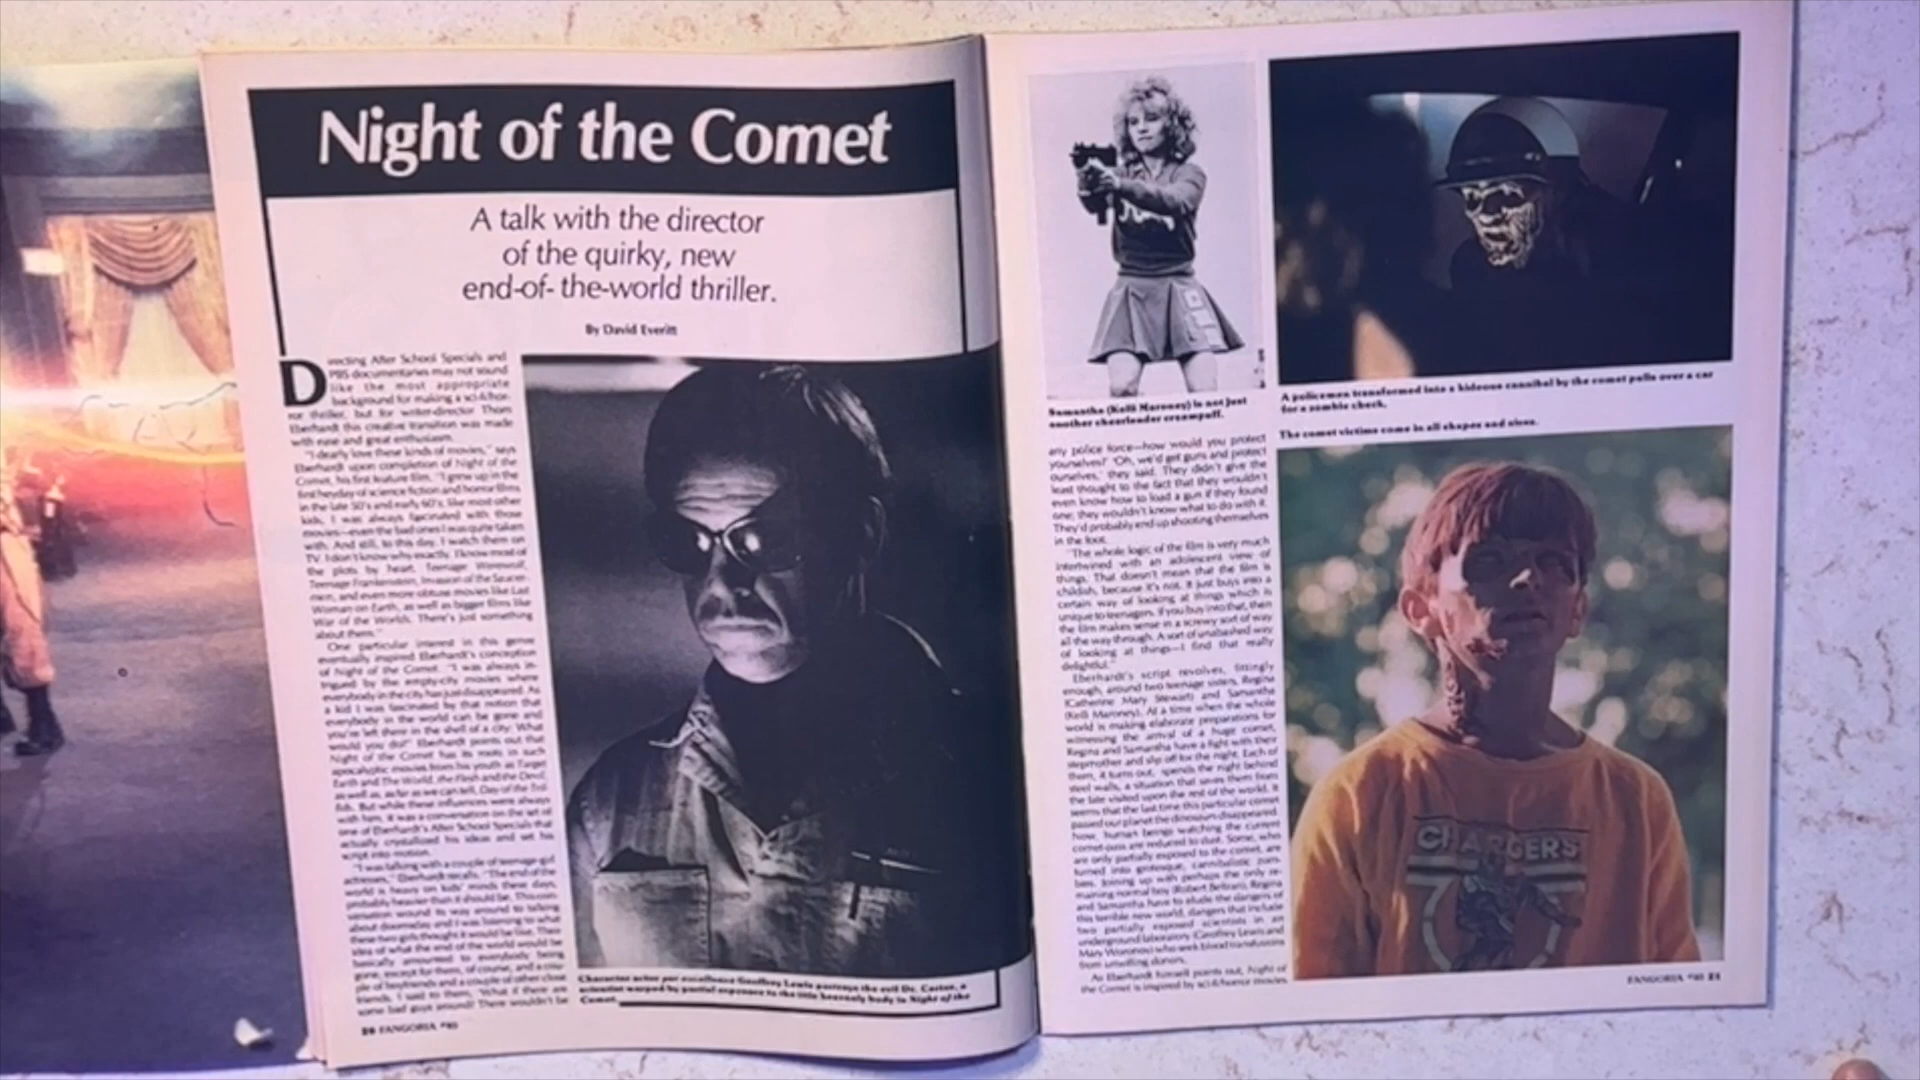 Night of the Comet
A talk with the director
of the quirky, new
end-of- the-world thriller.
By David Everitt
Directing After School Specials and
PBS documentaries may not sound
like the most appropriate
background for making a sci-fi/hor-
ror thriller, but for writer-director Thom
Eberhardt this creative transition was made
with ease and great enthusiasm.
"I dearly love these kinds of movies," says
Eberhardt upon completion of Night of the
Comet, his first feature film. "I grew up in the
first heyday of science fiction and horror films
in the late 50's and early 60's, like most other
kids, I was always fascinated with those
movies—even the bad ones I was quite taken
with. And still, to this day, I watch them on
TV. I don't know why exactly. I know most of
the plots by heart. Teenage Werewolf,
Teenage Frankenstein, Invasion of the Saucer-
men, and even more obtuse movies like Last
Woman on Earth, as well as bigger films like
War of the Worlds. There's just something
about them."
One particular interest in this genre
eventually inspired Eberhardt's conception
of Night of the Comet. "I was always in-
trigued by the empty-city movies where
everybody in the city has just disappeared. As
a kid I was fascinated by that notion that
everybody in the world can be gone and
you're left there in the shell of a city. What
would you do?" Eberhardt points out that
Night of the Comet has its roots in such
apocalyptic movies from his youth as Target
Earth and The World, the Flesh and the Devil,
as well as, as far as we can tell, Day of the Trif-
fids. But while these influences were always
with him, it was a conversation on the set of
one of Eberhardt's After School Specials that
actually crystallized his ideas and set his
script into motion.
"I was talking with a couple of teenage girl
actresses," Eberhardt recalls. "The end of the
world is heavy on kids' minds these days,
probably heavier than it should be. This con-
versation wound its way around to talking
about doomsday and I was listening to what
these two girls thought it would be like. Their
idea of what the end of the world would be
basically amounted to everybody being
gone, except for them, of course, and a cou-
ple of boyfriends and a couple of other close
friends. I said to them, 'What if there are
some bad guys around? There wouldn't be
Character actor par excellence Geoffrey Lewis portrays the evil Dr. Carter, a
scientist warped by partial exposure to the title heavenly body in Night of the
Comet.
20 FANGORIA #40
Samantha (Kelli Maroney) is not just
another cheerleader creampuff.
A policeman transformed into a hideous cannibal by the comet pulls over a car
for a zombie check.
The comet victims come in all shapes and sizes.
any police force—how would you protect
yourselves?' 'Oh, we'd get guns and protect
ourselves,' they said. They didn't give the
least thought to the fact that they wouldn't
even know how to load a gun if they found
one; they wouldn't know what to do with it.
They'd probably end up shooting themselves
in the foot.
"The whole logic of the film is very much
intertwined with an adolescent view of
things. That doesn't mean that the film is
childish, because it's not. It just buys into a
certain way of looking at things which is
unique to teenagers. If you buy into that, then
the film makes sense in a screwy sort of way
all the way through. A sort of unabashed way
of looking at things—I find that really
delightful."
Eberhardt's script revolves, fittingly
enough, around two teenage sisters, Regina
(Catherine Mary Stewart) and Samantha
(Kelli Maroney). At a time when the whole
world is making elaborate preparations for
witnessing the arrival of a huge comet,
Regina and Samantha have a fight with their
stepmother and slip off for the night. Each of
them, it turns out, spends the night behind
steel walls, a situation that saves them from
the fate visited upon the rest of the world. It
seems that the last time this particular comet
passed our planet the dinosaurs disappeared.
Now, human beings watching the current
comet-pass are reduced to dust. Some, who
are only partially exposed to the comet, are
turned into grotesque, cannibalistic zom-
bies. Joining up with perhaps the only re-
maining normal boy (Robert Beltran), Regina
and Samantha have to elude the dangers of
this terrible new world, dangers that include
two partially exposed scientists in an
underground laboratory (Geoffrey Lewis and
Mary Woronov) who seek blood transfusions
from unwilling donors.
As Eberhardt himself points out, Night of
the Comet is inspired by sci-fi/horror movies
CHARGERS
FANGORIA #40 21